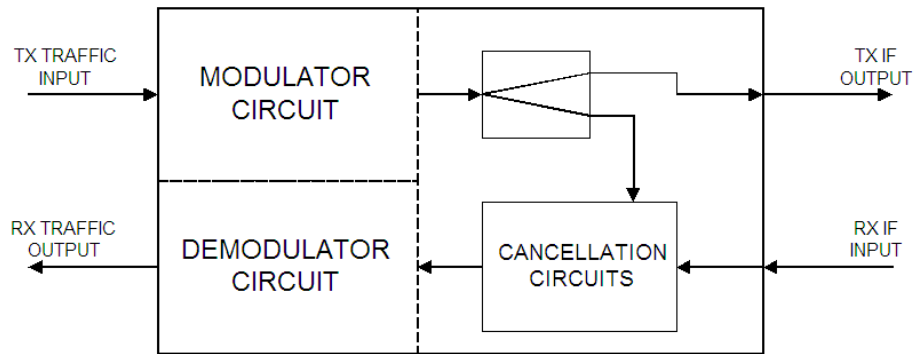 TX TRAFFIC
INPUT
MODULATOR
CIRCUIT
TX IF
OUTPUT
RX TRAFFIC
OUTPUT
DEMODULATOR
CIRCUIT
CANCELLATION
CIRCUITS
RX IF
INPUT